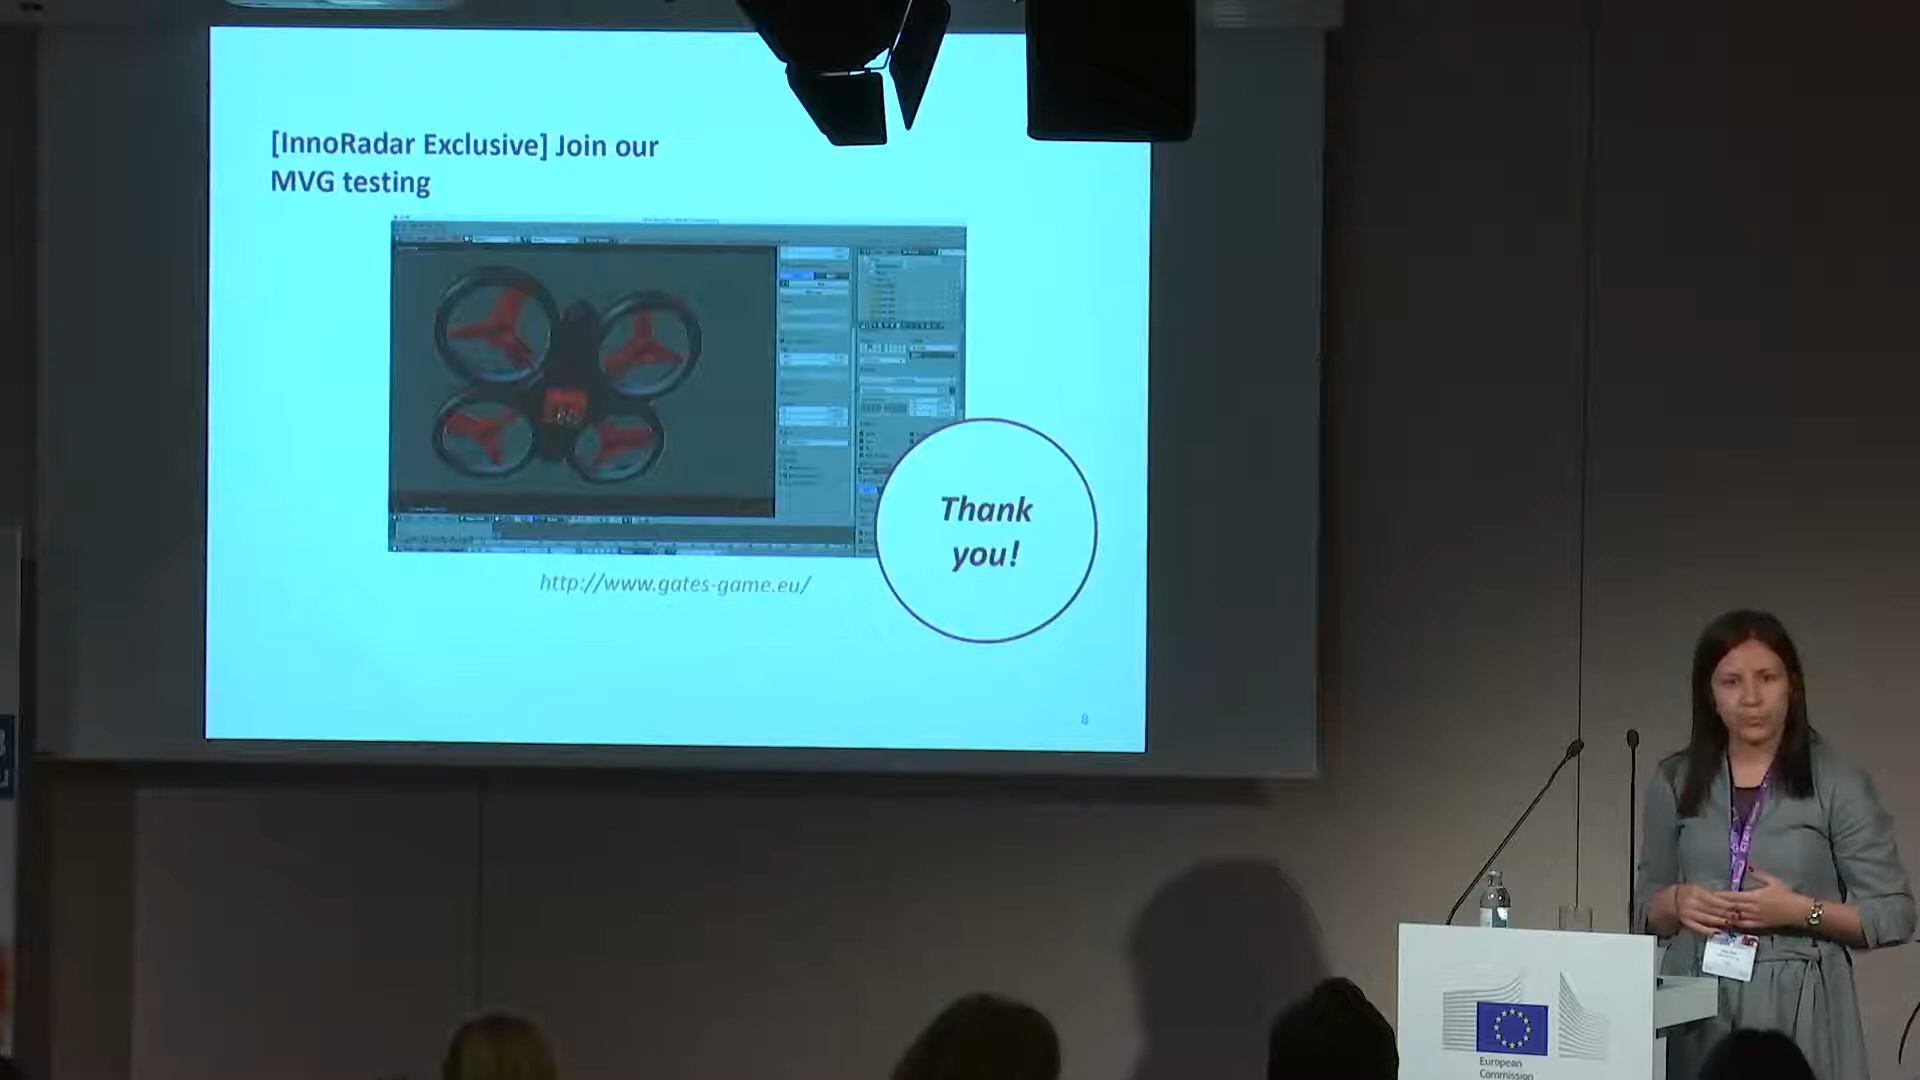 [InnoRadar Exclusive] Join our
MVG testing
Thank
you!
http://www.gates-game.eu/
8
European
Commission